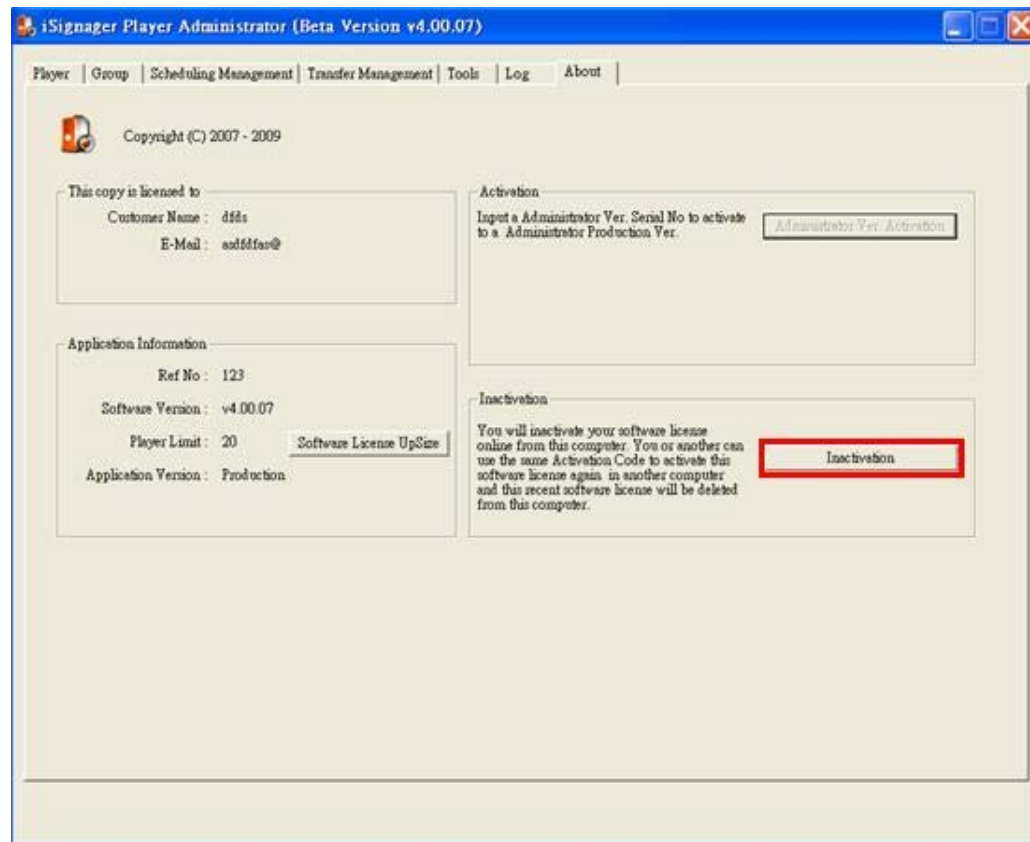 iSignager Player Administrator (Beta Version v4.00.07)
Player Group Scheduling Management Transfer Management Tools Log About
Copyright (C) 2007 - 2009
This copy is licensed to
Customer Name : dfds
E-Mail : asdfdfas@
Application Information
Ref No : 123
Software Version : v4.00.07
Player Limit : 20 Software License UpSize
Application Version : Production
Activation
Input a Administrator Ver. Serial No to activate
to a Administrator Production Ver.
Administrator Ver. Activation
Inactivation
You will inactivate your software license
online from this computer. You or another can
use the same Activation Code to activate this
software license again in another computer
and this recent software license will be deleted
from this computer.
Inactivation